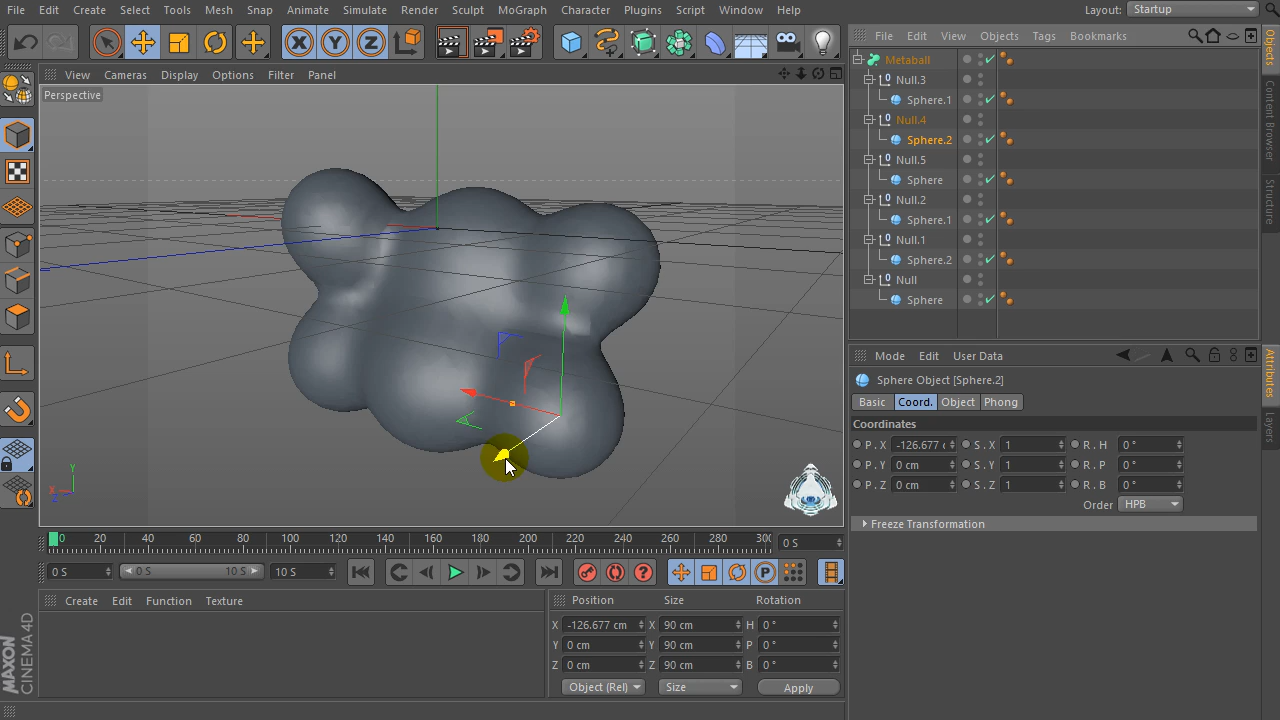 File Edit Create Select Tools Mesh Snap Animate Simulate Render Sculpt MoGraph Character Plugins Script Window Help Layout: Startup
View Cameras Display Options Filter Panel
File Edit View Objects Tags Bookmarks
Perspective
Metaball
Null.3
Sphere.1
Null.4
Sphere.2
Null.5
Sphere
Null.2
Sphere.1
Null.1
Sphere.2
Null
Sphere
Objects
Content Browser
Structure
Mode Edit User Data
Sphere Object [Sphere.2]
Basic Coord. Object Phong
Coordinates
P . X -126.677 c S . X 1 R . H 0 °
P . Y 0 cm S . Y 1 R . P 0 °
P . Z 0 cm S . Z 1 R . B 0 °
Order HPB
Freeze Transformation
Attributes
Layers
Y
X
Z
0 20 40 60 80 100 120 140 160 180 200 220 240 260 280 300 0 S
0 S 0 S 10 S 10 S
Create Edit Function Texture
Position Size Rotation
X -126.677 cm X 90 cm H 0 °
Y 0 cm Y 90 cm P 0 °
Z 0 cm Z 90 cm B 0 °
Object (Rel) Size Apply
MAXON
CINEMA 4D